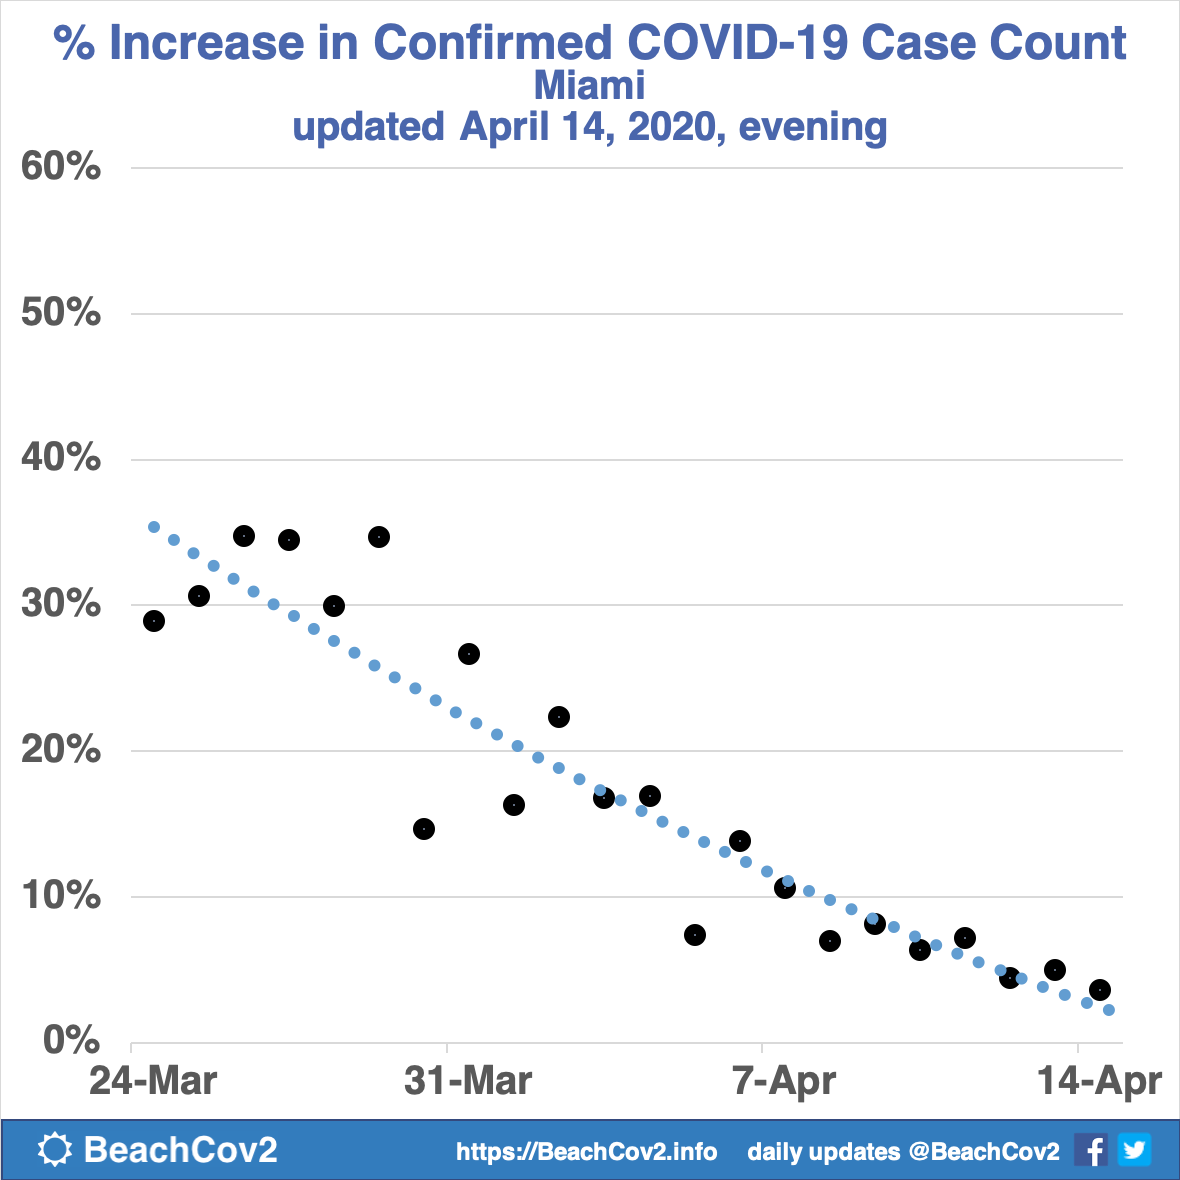 % Increase in Confirmed COVID-19 Case Count
Miami
updated April 14, 2020, evening
60%
50%
40%
30%
20%
10%
0%
24-Mar 31-Mar 7-Apr 14-Apr
BeachCov2 https://BeachCov2.info daily updates @BeachCov2